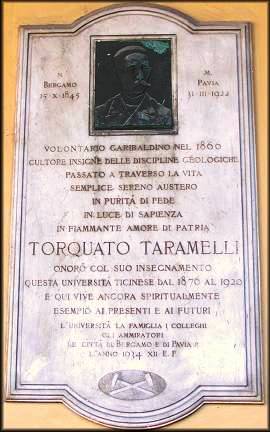 N. M.
BERGAMO PAVIA
15·X·1845 31·III·1922
VOLONTARIO GARIBALDINO NEL 1860
CULTORE INSIGNE DELLE DISCIPLINE GEOLOGICHE
PASSATO A TRAVERSO LA VITA
SEMPLICE SERENO AUSTERO
IN PURITÀ DI FEDE
IN LUCE DI SAPIENZA
IN FIAMMANTE AMORE DI PATRIA
TORQUATO TARAMELLI
ONORÒ COL SUO INSEGNAMENTO
QUESTA UNIVERSITÀ TICINESE DAL 1876 AL 1920
E QUI VIVE ANCORA SPIRITUALMENTE
ESEMPIO AI PRESENTI E AI FUTURI
L'UNIVERSITÀ LA FAMIGLIA I COLLEGHI
GLI AMMIRATORI
LE CITTÀ DI BERGAMO E DI PAVIA P.
L'ANNO 1934 XII E.F.